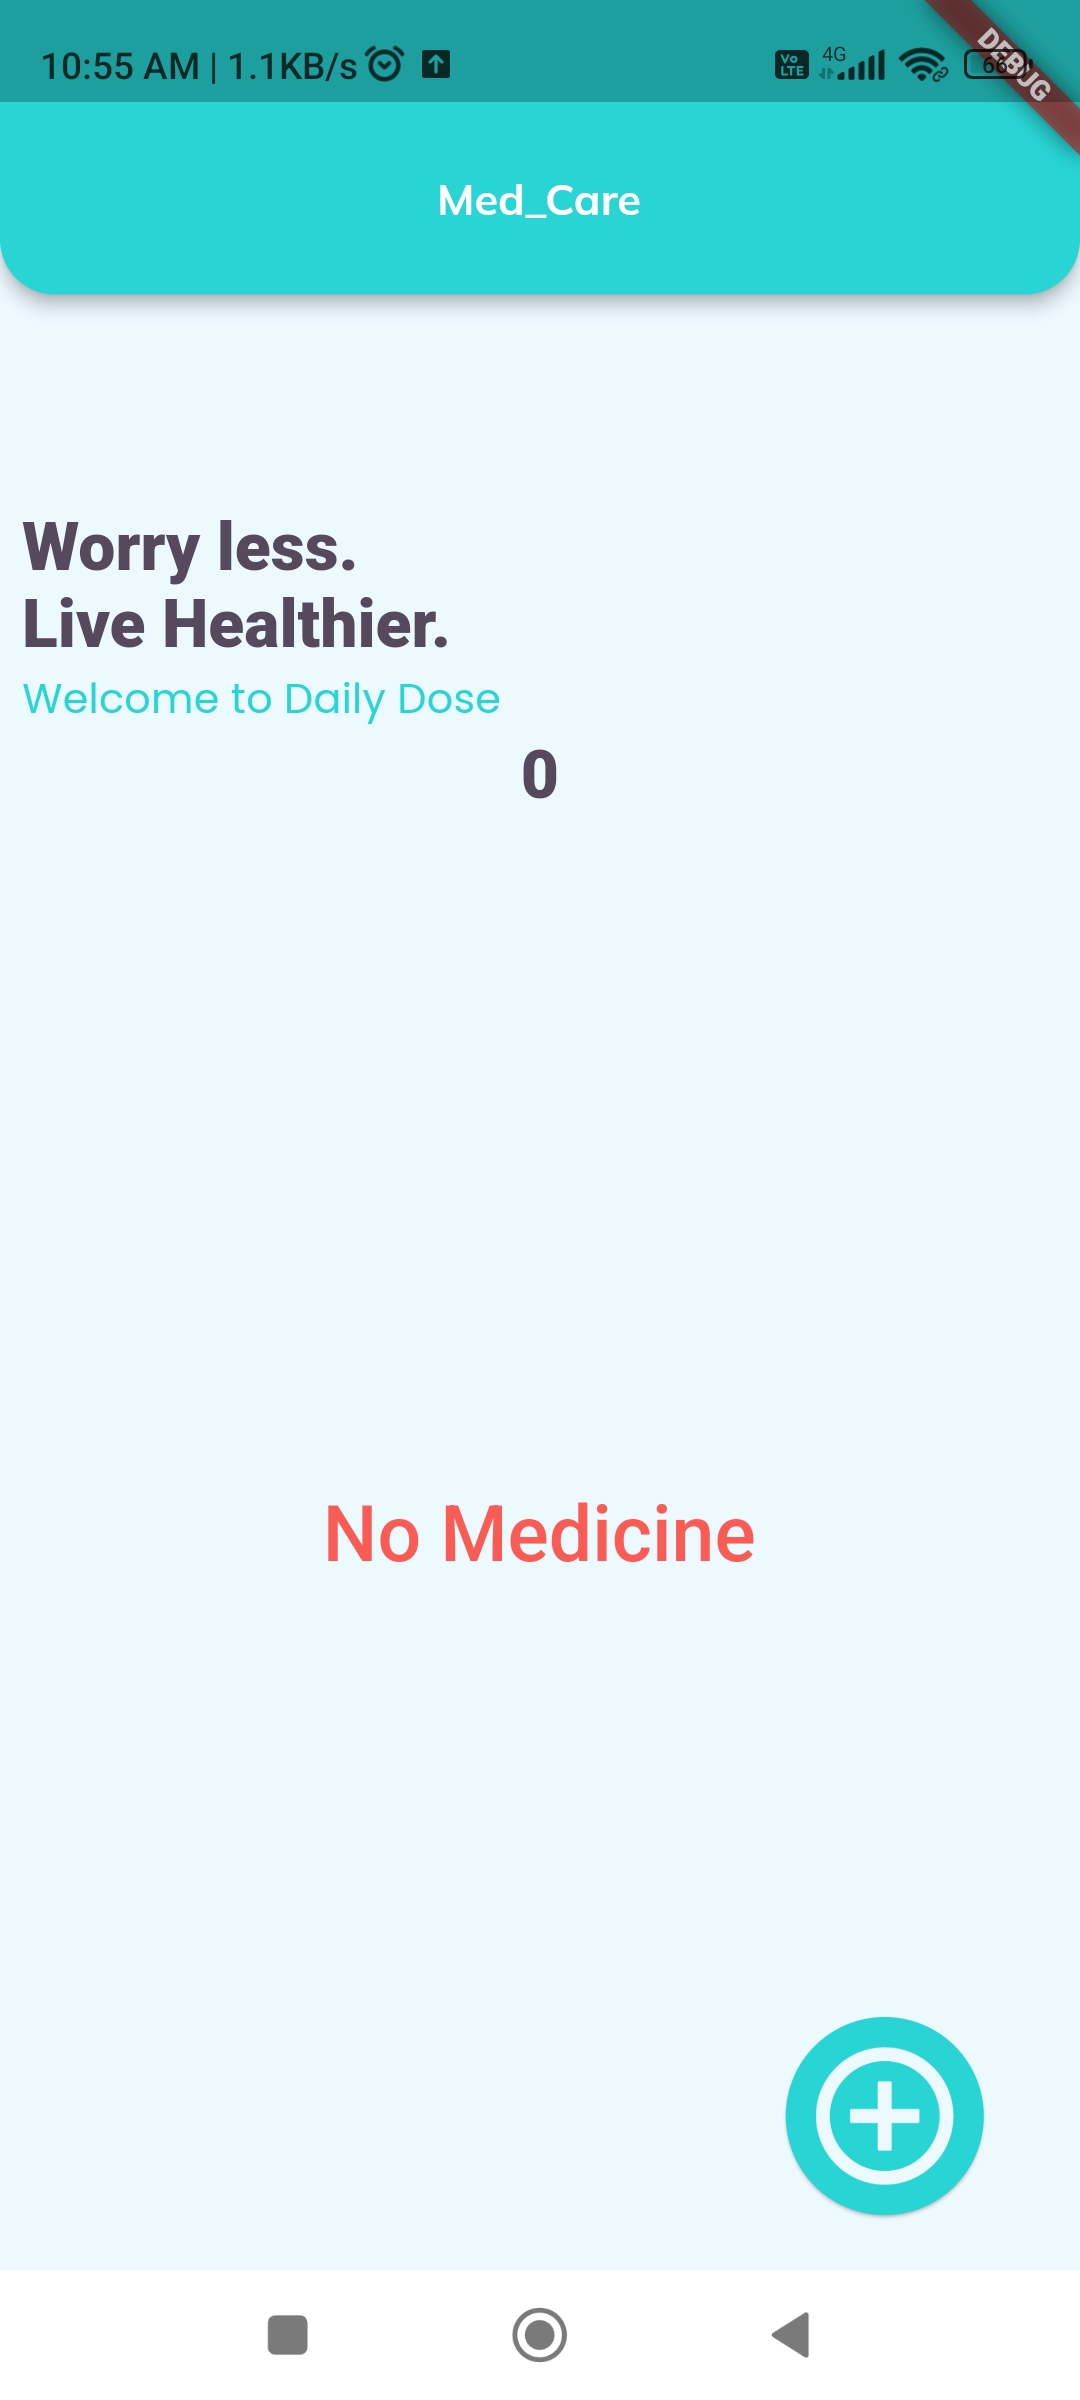 10:55 AM | 1.1KB/s
Vo
LTE
4G
DEBUG
Med_Care
Worry less.
Live Healthier.
Welcome to Daily Dose
0
No Medicine